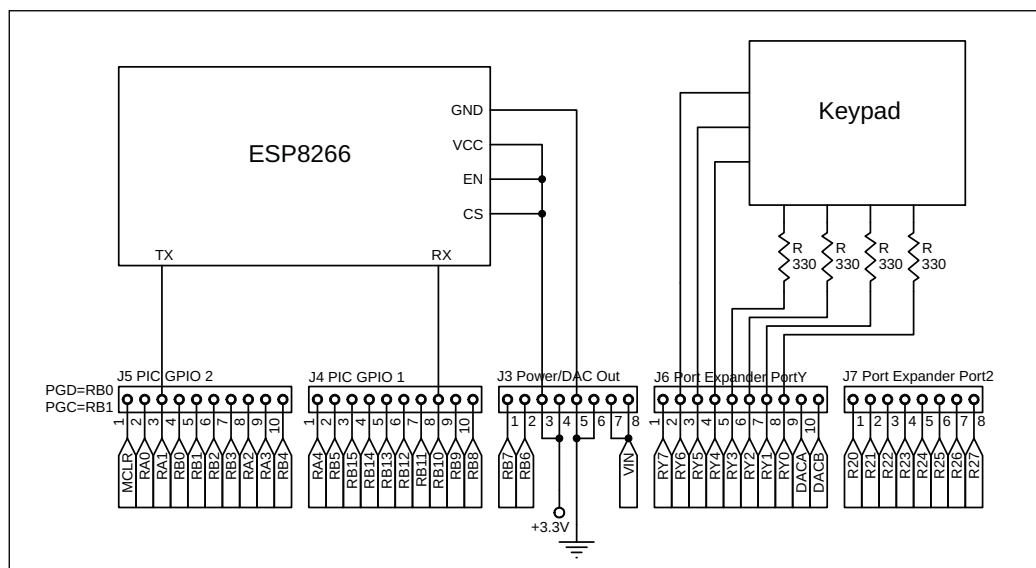 GND
VCC
EN
CS
ESP8266
TX
RX
Keypad
R
330
R
330
R
330
R
330
PGD=RB0
PGC=RB1
J5 PIC GPIO 2
1
2
3
4
5
6
7
8
9
10
MCLR
RA0
RA1
RB0
RB1
RB2
RB3
RA2
RA3
RB4
J4 PIC GPIO 1
1
2
3
4
5
6
7
8
9
10
RA4
RB5
RB15
RB14
RB13
RB12
RB11
RB10
RB9
RB8
J3 Power/DAC Out
1
2
3
4
5
6
7
8
RB7
RB6
VIN
+3.3V
J6 Port Expander PortY
1
2
3
4
5
6
7
8
9
10
RY7
RY6
RY5
RY4
RY3
RY2
RY1
RY0
DACA
DACB
J7 Port Expander Port2
1
2
3
4
5
6
7
8
R20
R21
R22
R23
R24
R25
R26
R27